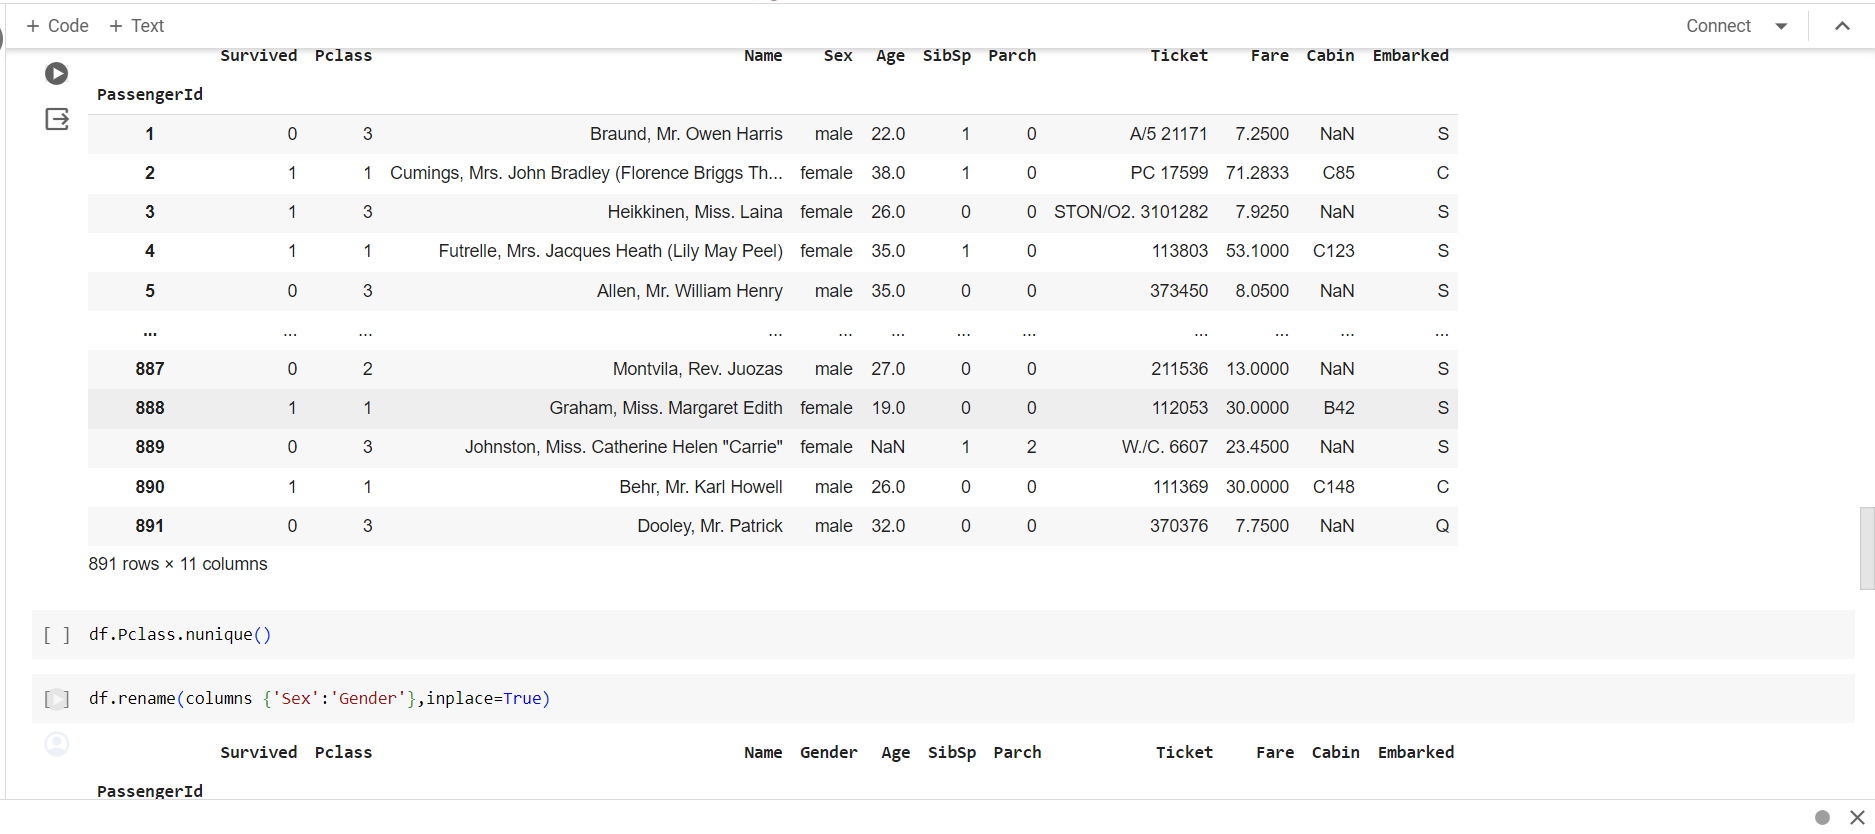 + Code + Text Connect
Survived Pclass Name Sex Age SibSp Parch Ticket Fare Cabin Embarked
PassengerId
1 0 3 Braund, Mr. Owen Harris male 22.0 1 0 A/5 21171 7.2500 NaN S
2 1 1 Cumings, Mrs. John Bradley (Florence Briggs Th... female 38.0 1 0 PC 17599 71.2833 C85 C
3 1 3 Heikkinen, Miss. Laina female 26.0 0 0 STON/O2. 3101282 7.9250 NaN S
4 1 1 Futrelle, Mrs. Jacques Heath (Lily May Peel) female 35.0 1 0 113803 53.1000 C123 S
5 0 3 Allen, Mr. William Henry male 35.0 0 0 373450 8.0500 NaN S
... ... ... ... ... ... ... ... ... ... ... ...
887 0 2 Montvila, Rev. Juozas male 27.0 0 0 211536 13.0000 NaN S
888 1 1 Graham, Miss. Margaret Edith female 19.0 0 0 112053 30.0000 B42 S
889 0 3 Johnston, Miss. Catherine Helen "Carrie" female NaN 1 2 W./C. 6607 23.4500 NaN S
890 1 1 Behr, Mr. Karl Howell male 26.0 0 0 111369 30.0000 C148 C
891 0 3 Dooley, Mr. Patrick male 32.0 0 0 370376 7.7500 NaN Q
891 rows × 11 columns
[ ] df.Pclass.nunique()
[ ] df.rename(columns {'Sex':'Gender'},inplace=True)
Survived Pclass Name Gender Age SibSp Parch Ticket Fare Cabin Embarked
PassengerId